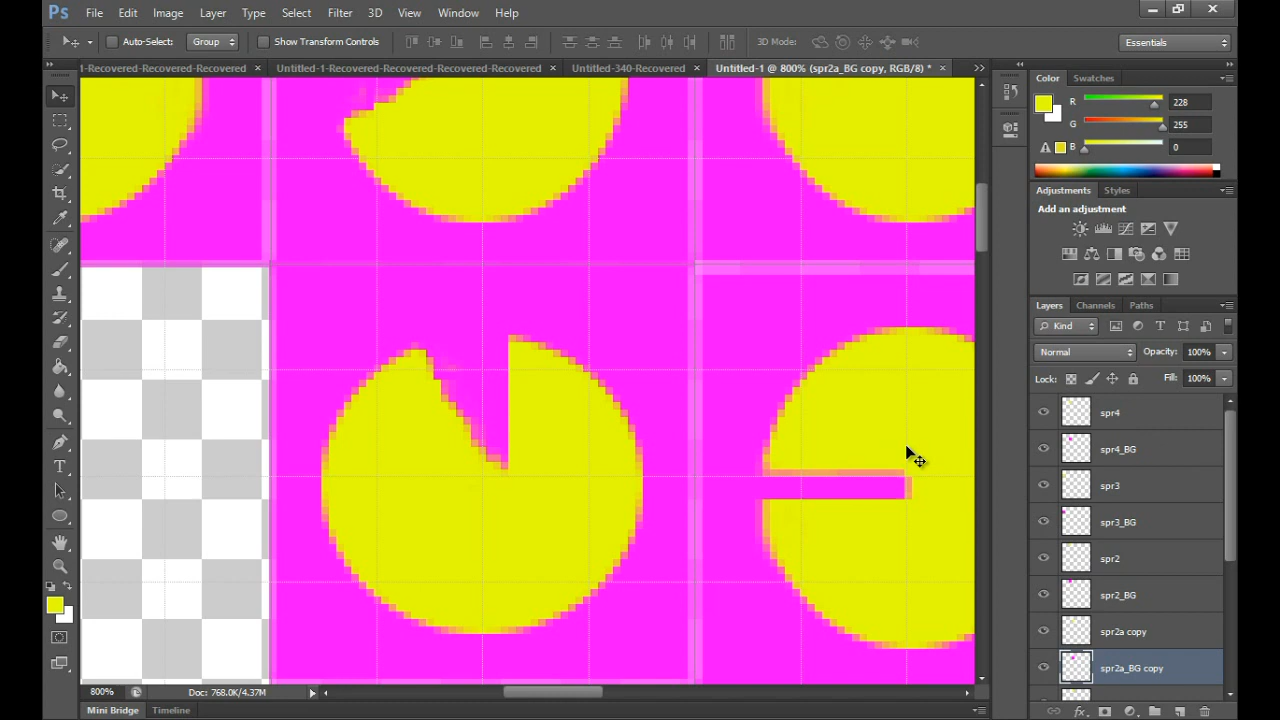 Ps File Edit Image Layer Type Select Filter 3D View Window Help
Auto-Select: Group Show Transform Controls 3D Mode: Essentials
1-Recovered-Recovered-Recovered × Untitled-1-Recovered-Recovered-Recovered-Recovered × Untitled-340-Recovered × Untitled-1 @ 800% (spr2a_BG copy, RGB/8) * ×
Color Swatches
R 228
G 255
B 0
Adjustments Styles
Add an adjustment
Layers Channels Paths
Kind
Normal Opacity: 100%
Lock: Fill: 100%
spr4
spr4_BG
spr3
spr3_BG
spr2
spr2_BG
spr2a copy
spr2a_BG copy
800% Doc: 768.0K/4.37M
Mini Bridge Timeline